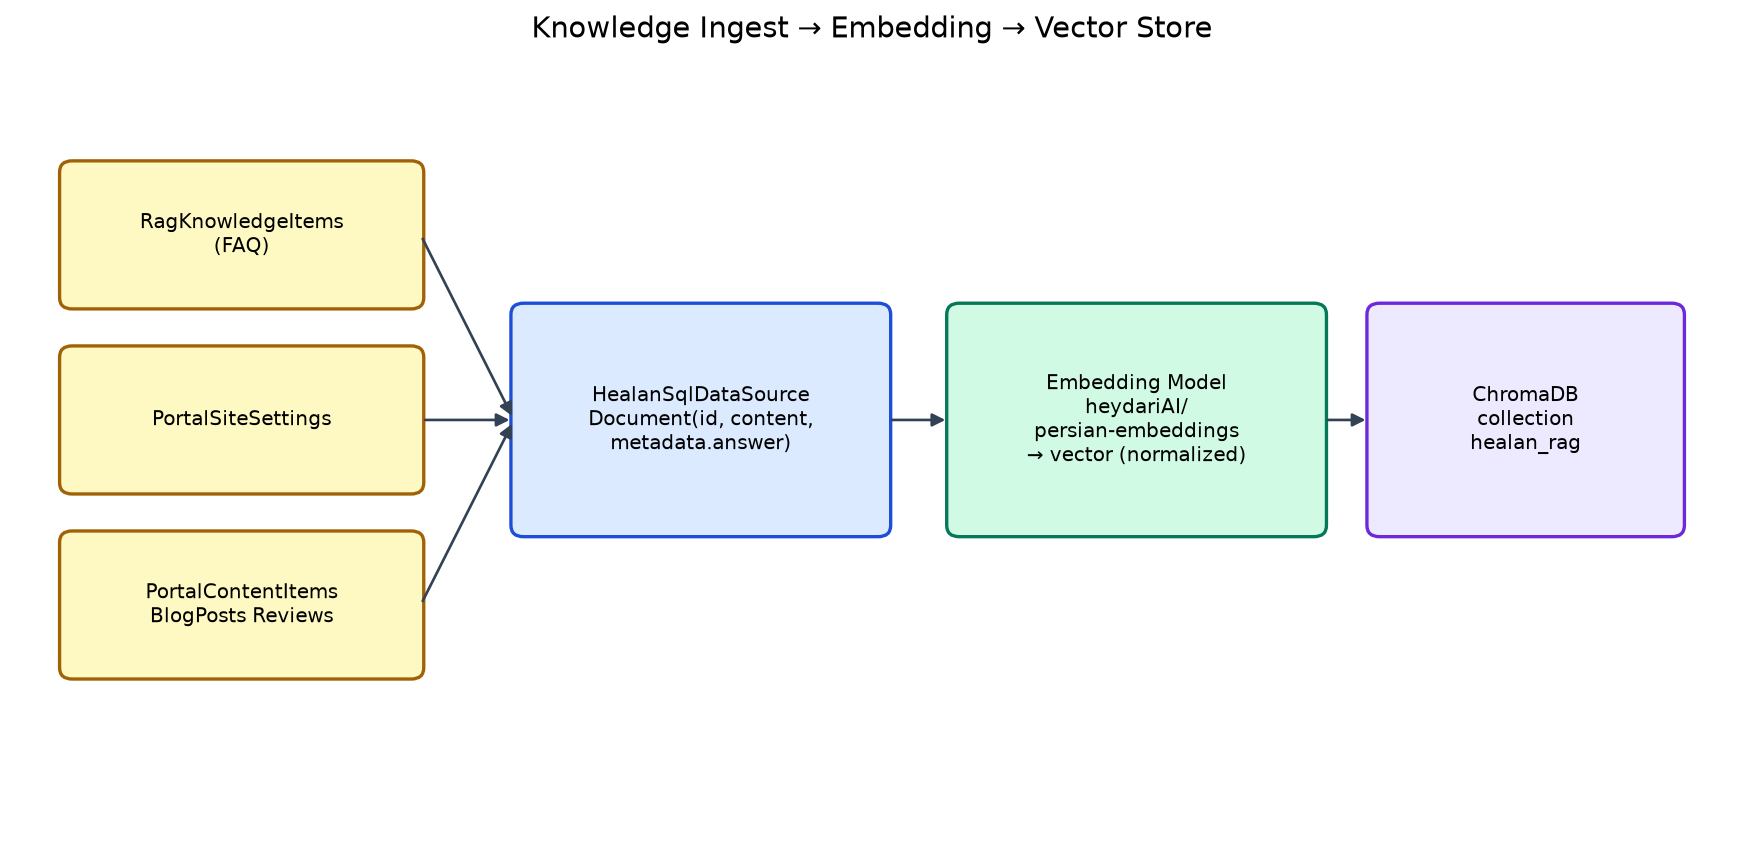 Knowledge Ingest → Embedding → Vector Store
RagKnowledgeItems
(FAQ)
PortalSiteSettings
PortalContentItems
BlogPosts Reviews
HealanSqlDataSource
Document(id, content,
metadata.answer)
Embedding Model
heydariAI/
persian-embeddings
→ vector (normalized)
ChromaDB
collection
healan_rag